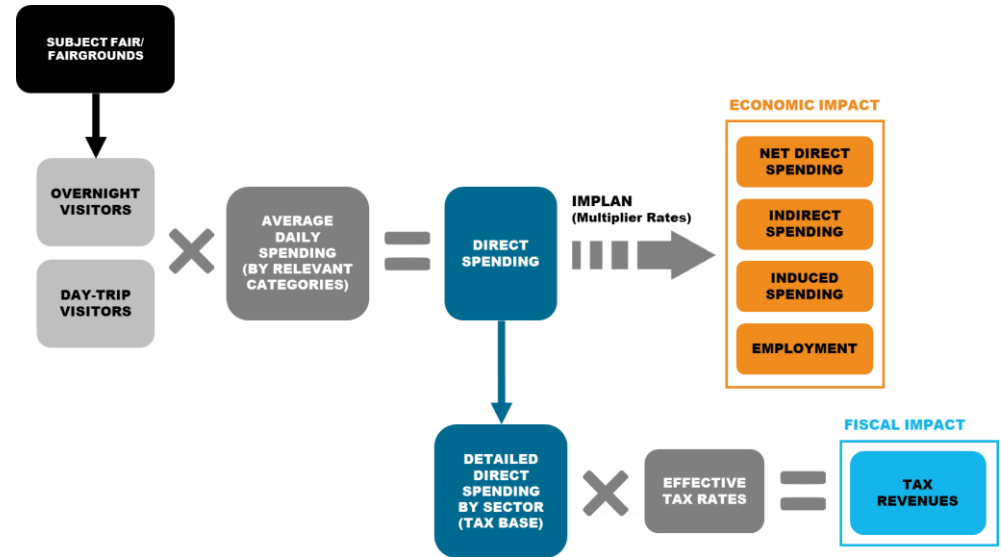 SUBJECT FAIR/
FAIRGROUNDS
OVERNIGHT
VISITORS
DAY-TRIP
VISITORS
AVERAGE
DAILY
SPENDING
(BY RELEVANT
CATEGORIES)
DIRECT
SPENDING
IMPLAN
(Multiplier Rates)
ECONOMIC IMPACT
NET DIRECT
SPENDING
INDIRECT
SPENDING
INDUCED
SPENDING
EMPLOYMENT
DETAILED
DIRECT
SPENDING
BY SECTOR
(TAX BASE)
EFFECTIVE
TAX RATES
FISCAL IMPACT
TAX
REVENUES